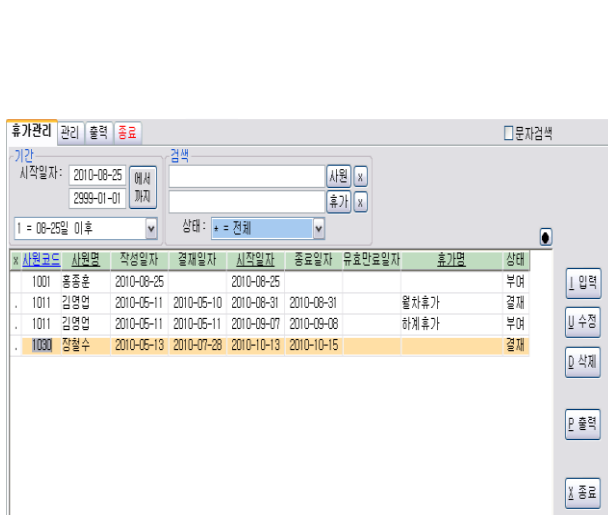 휴가관리 관리 출력 종료 문자검색
기간 검색
시작일자: 2010-08-25 에서 사원 x
2999-01-01 까지 휴가 x
1 = 08-25일 이후 상태: * = 전체
x 사원코드 사원명 작성일자 결재일자 시작일자 종료일자 유효만료일자 휴가명 상태
1001 홍종훈 2010-08-25 2010-08-25 부여
. 1011 김영업 2010-05-11 2010-05-10 2010-08-31 2010-08-31 월차휴가 결재
. 1011 김영업 2010-05-11 2010-05-11 2010-09-07 2010-09-08 하계휴가 부여
. 1030 장철수 2010-05-13 2010-07-28 2010-10-13 2010-10-15 결재
I 입력
U 수정
D 삭제
P 출력
X 종료